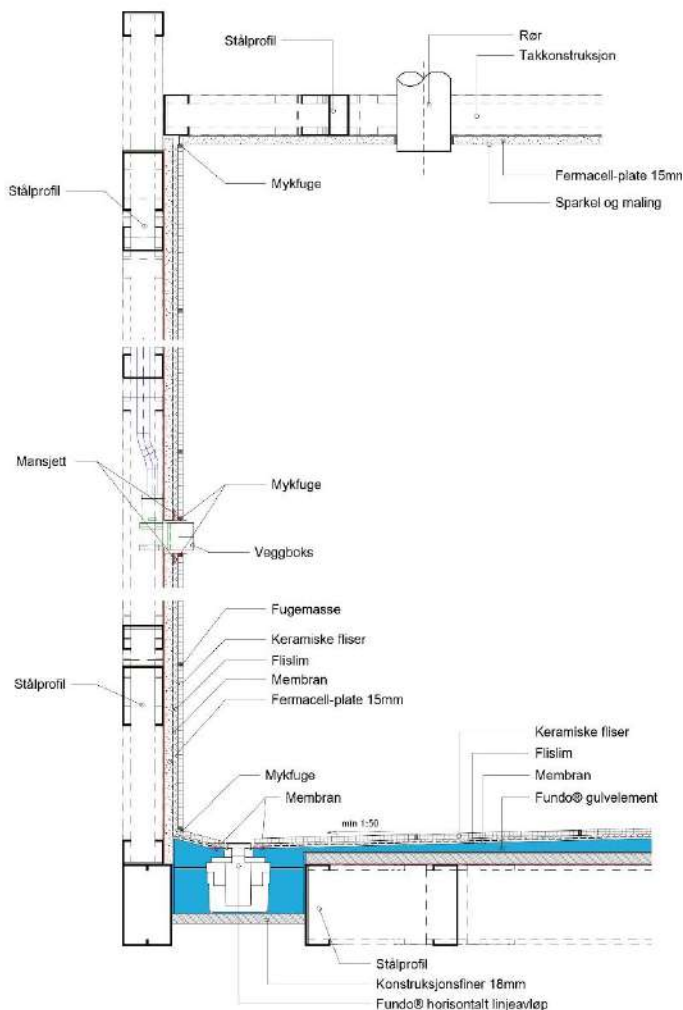 Stålprofil
Rør
Takkonstruksjon
Mykfuge
Fermacell-plate 15mm
Sparkel og maling
Stålprofil
Mansjett
Mykfuge
Veggboks
Fugemasse
Keramiske fliser
Flislim
Membran
Fermacell-plate 15mm
Stålprofil
Mykfuge
Membran
min 1:50
Keramiske fliser
Flislim
Membran
Fundo® gulvelement
Stålprofil
Konstruksjonsfiner 18mm
Fundo® horisontalt linjeavløp